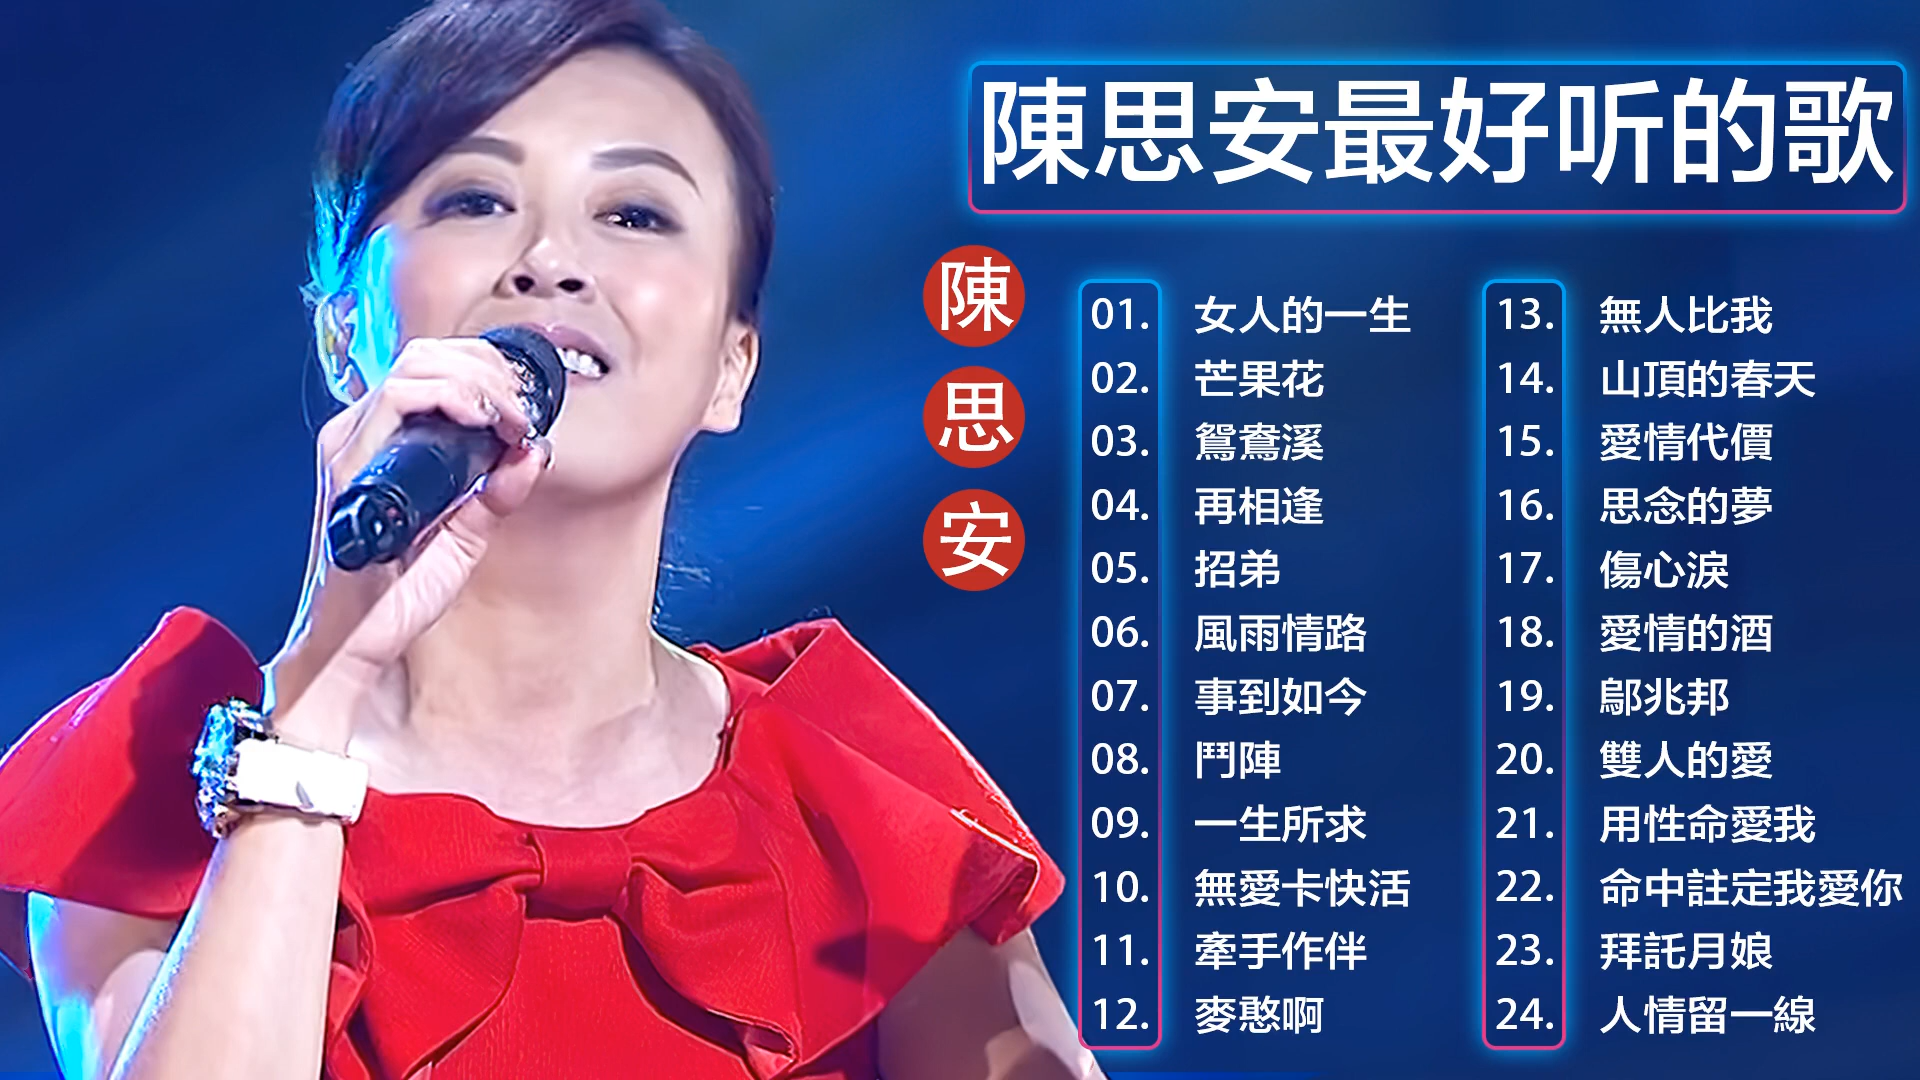 陳思安最好听的歌
陳
思
安
01. 女人的一生
02. 芒果花
03. 鴛鴦溪
04. 再相逢
05. 招弟
06. 風雨情路
07. 事到如今
08. 鬥陣
09. 一生所求
10. 無愛卡快活
11. 牽手作伴
12. 麥憨啊
13. 無人比我
14. 山頂的春天
15. 愛情代價
16. 思念的夢
17. 傷心淚
18. 愛情的酒
19. 鄔兆邦
20. 雙人的愛
21. 用性命愛我
22. 命中註定我愛你
23. 拜託月娘
24. 人情留一線